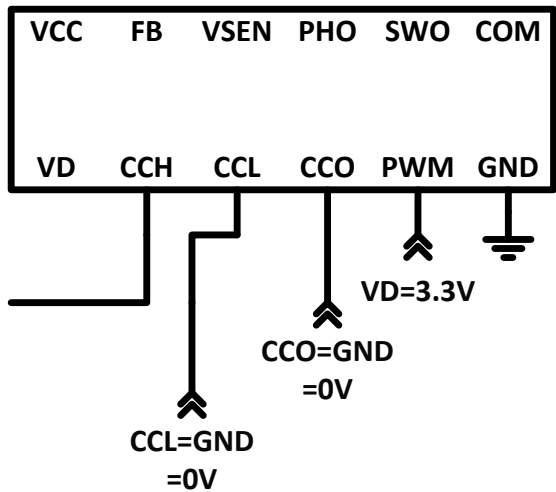 VCC FB VSEN PHO SWO COM
VD CCH CCL CCO PWM GND
VD=3.3V
CCO=GND
=0V
CCL=GND
=0V